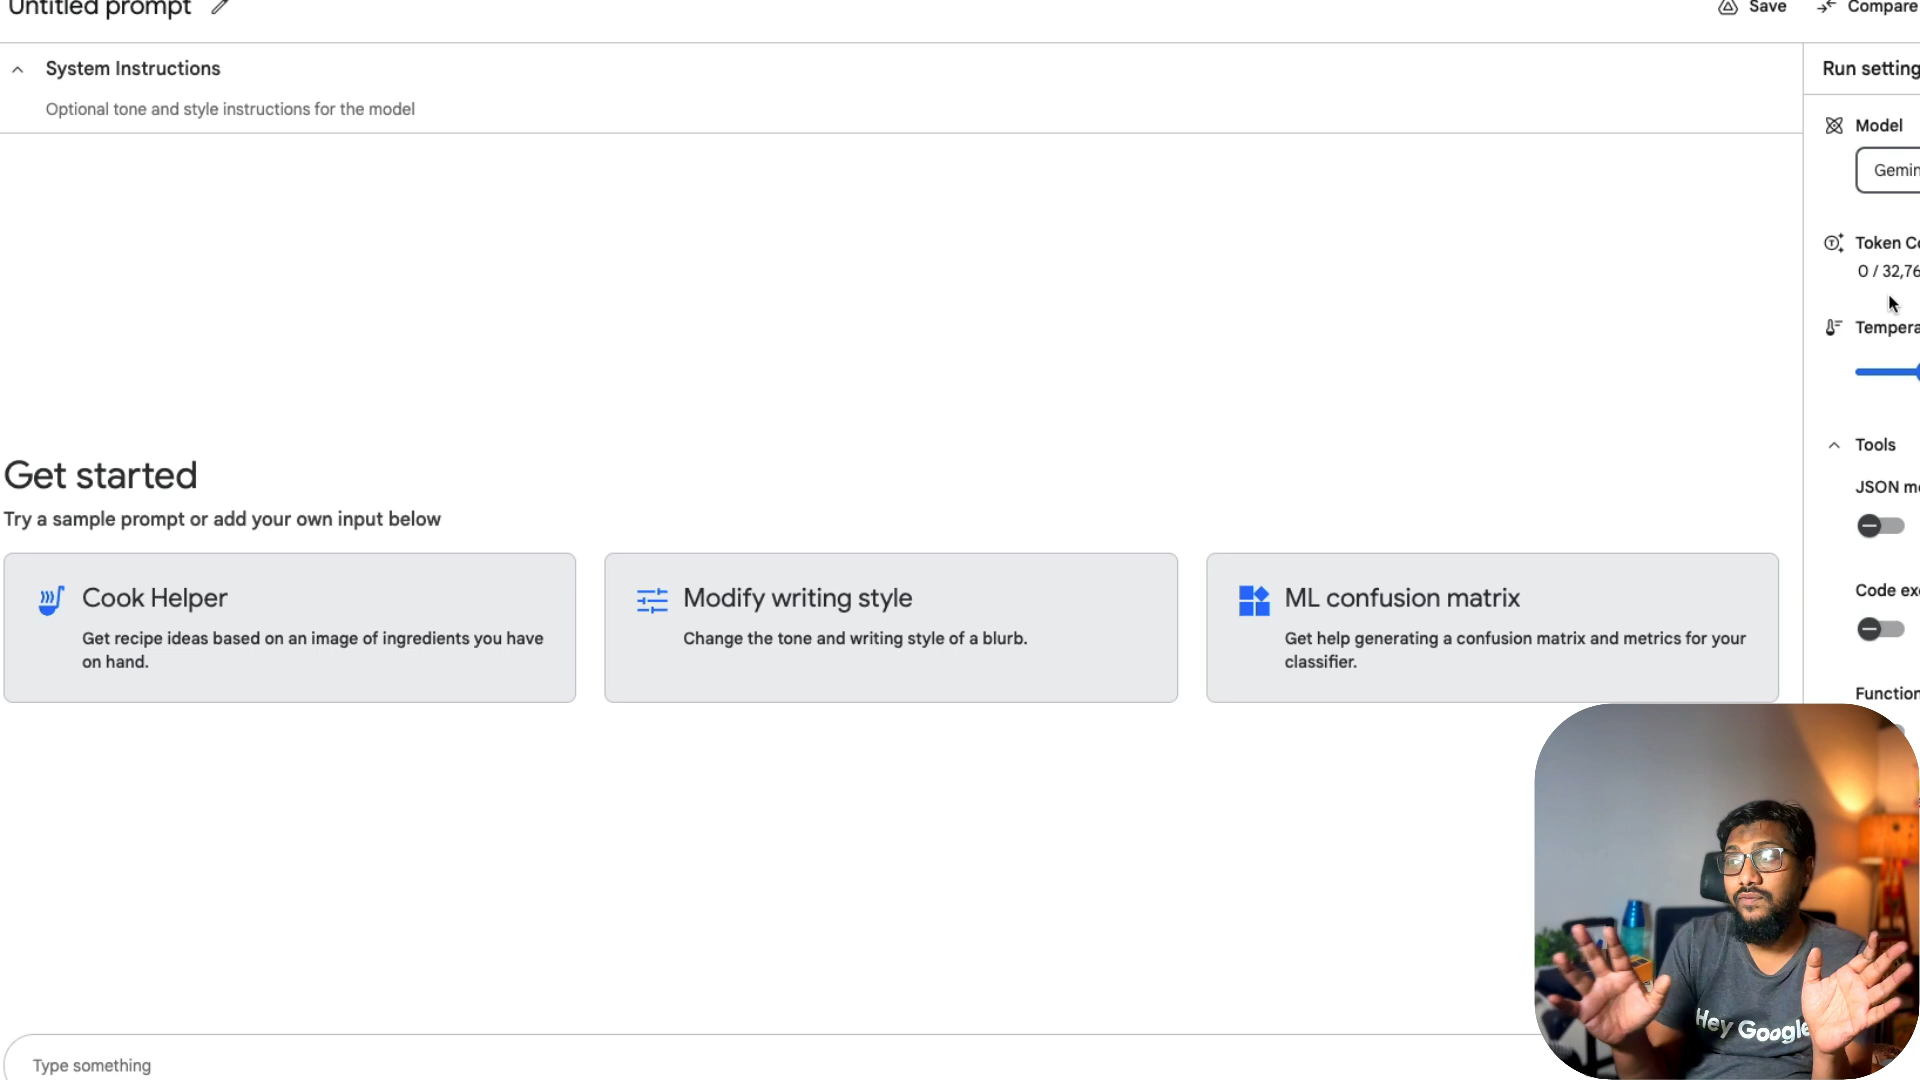 Untitled prompt
Save
Compare
System Instructions
Optional tone and style instructions for the model
Run setting
Model
Gemin
Token Co
0 / 32,76
Tempera
Tools
JSON mo
Code exe
Function
Get started
Try a sample prompt or add your own input below
Cook Helper
Get recipe ideas based on an image of ingredients you have
on hand.
Modify writing style
Change the tone and writing style of a blurb.
ML confusion matrix
Get help generating a confusion matrix and metrics for your
classifier.
Type something
Hey Google